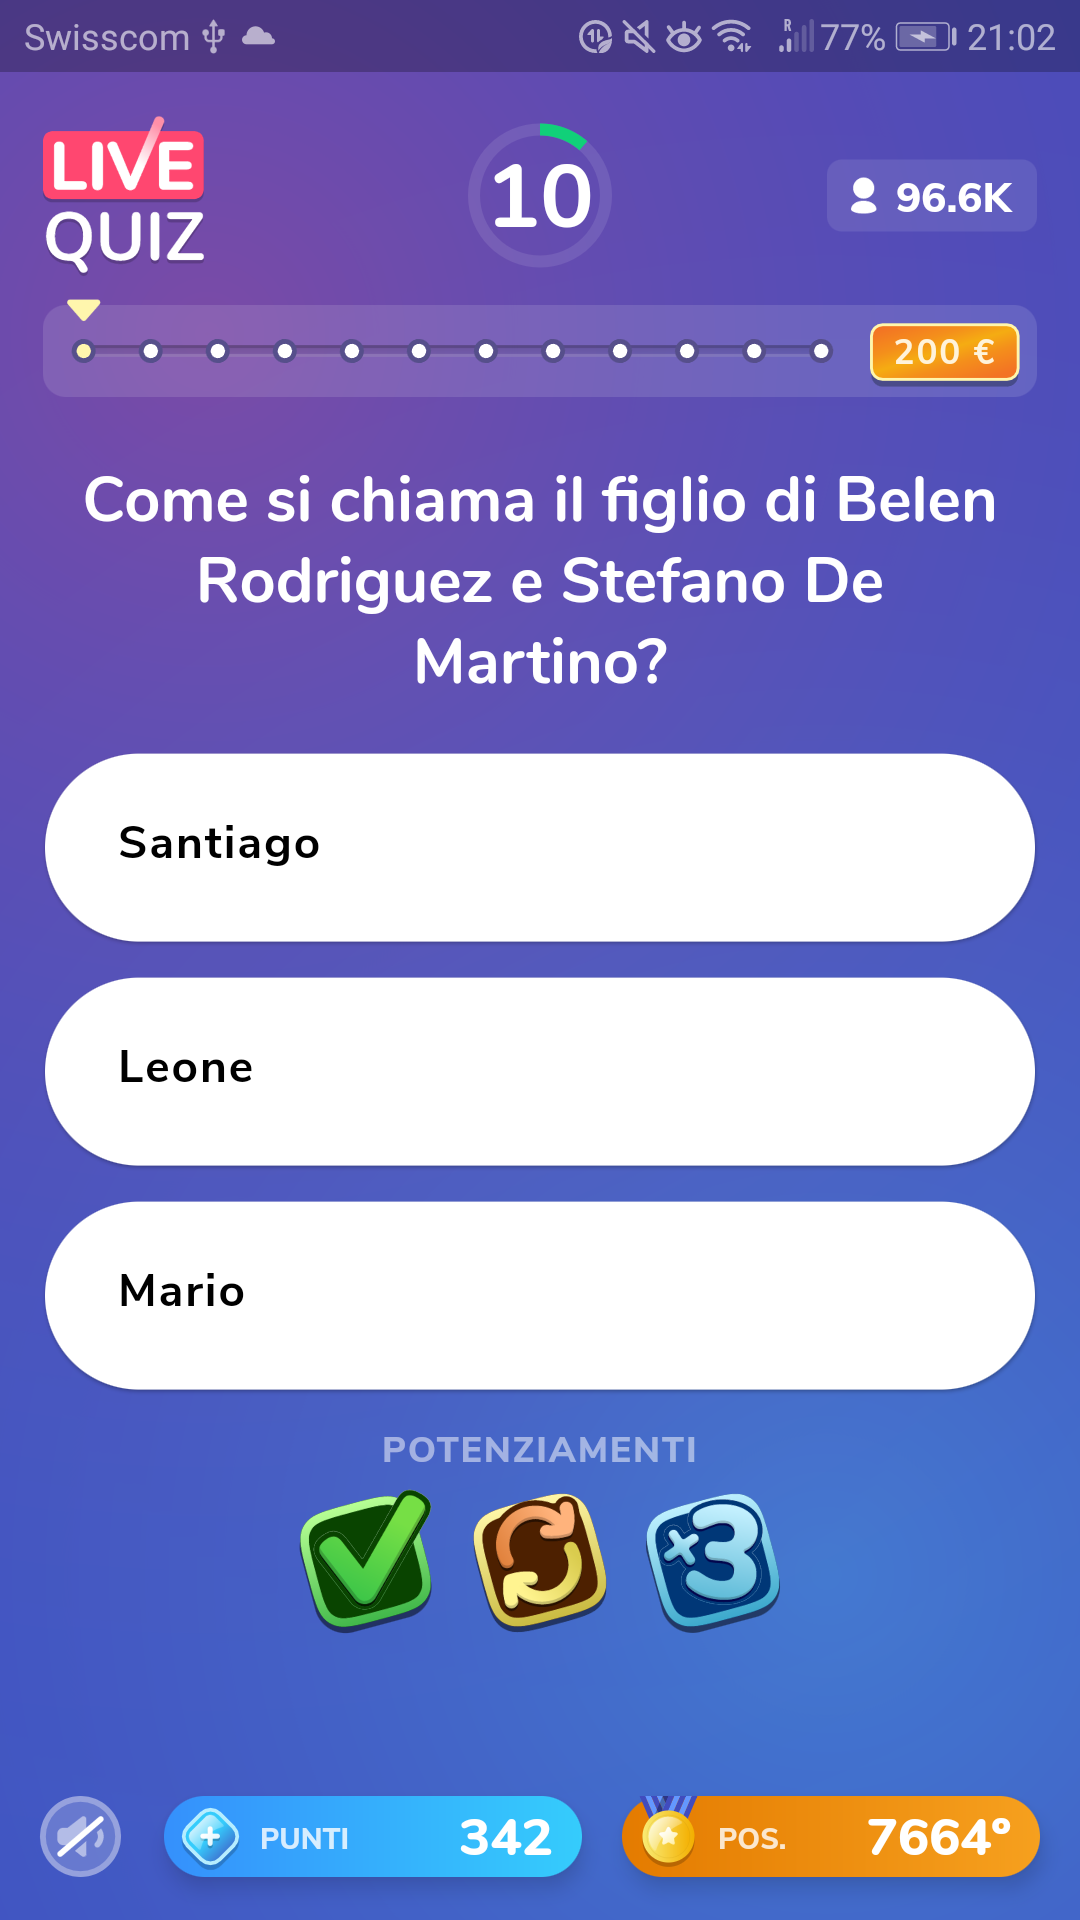 Swisscom R 77% 21:02
LIVE
QUIZ
10
96.6K
200 €
Come si chiama il figlio di Belen
Rodriguez e Stefano De
Martino?
Santiago
Leone
Mario
POTENZIAMENTI
×3
PUNTI 342
POS. 7664°